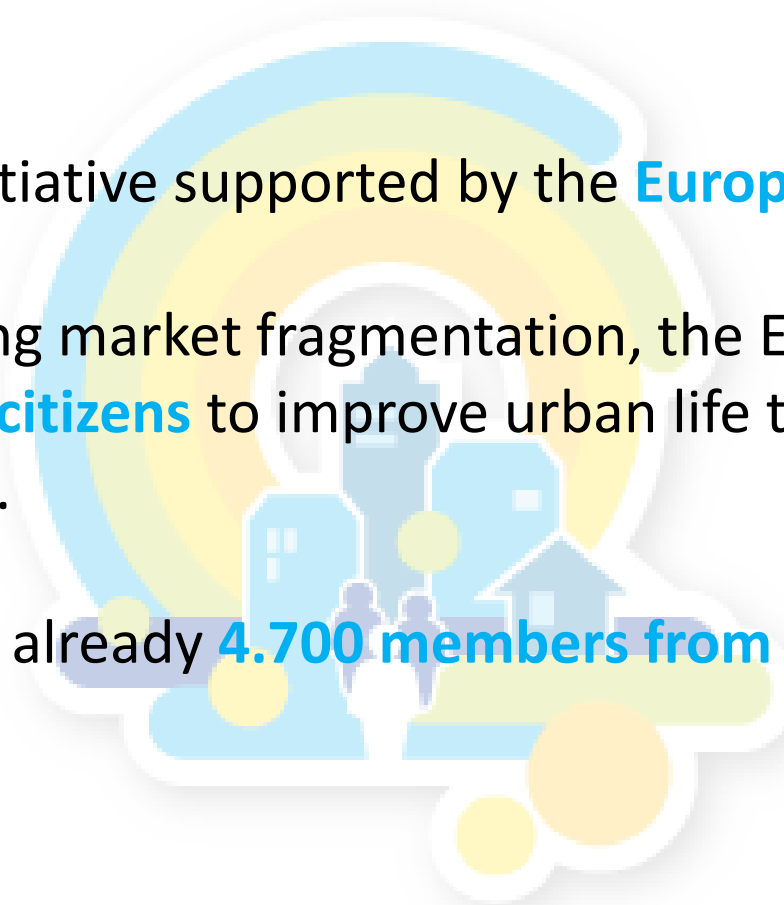 tiative supported by the Europ
ng market fragmentation, the E
citizens to improve urban life t
.
already 4.700 members from